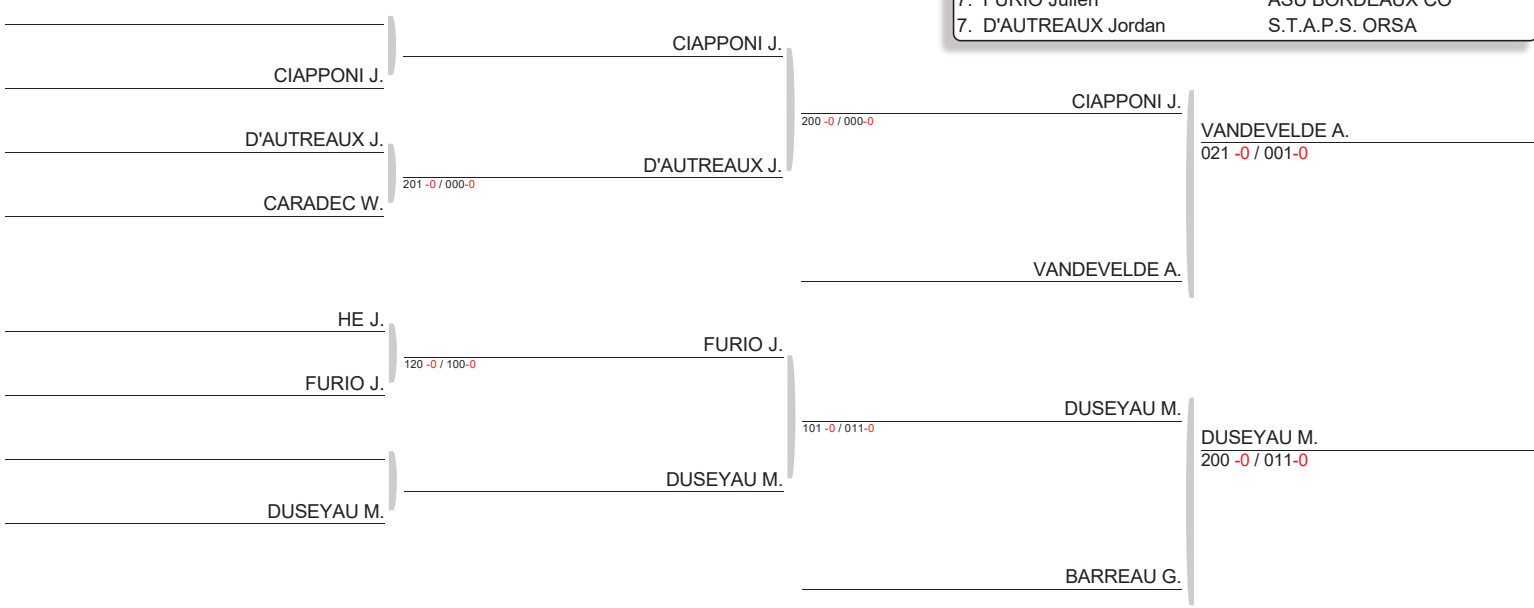 7. FURIO Julien ASU BORDEAUX CO
7. D'AUTREAUX Jordan S.T.A.P.S. ORSA
CIAPPONI J.
CIAPPONI J.
D'AUTREAUX J.
CARADEC W.
201 -0 / 000-0
D'AUTREAUX J.
200 -0 / 000-0
CIAPPONI J.
VANDEVELDE A.
VANDEVELDE A.
021 -0 / 001-0
HE J.
FURIO J.
120 -0 / 100-0
FURIO J.
DUSEYAU M.
DUSEYAU M.
101 -0 / 011-0
DUSEYAU M.
BARREAU G.
DUSEYAU M.
200 -0 / 011-0